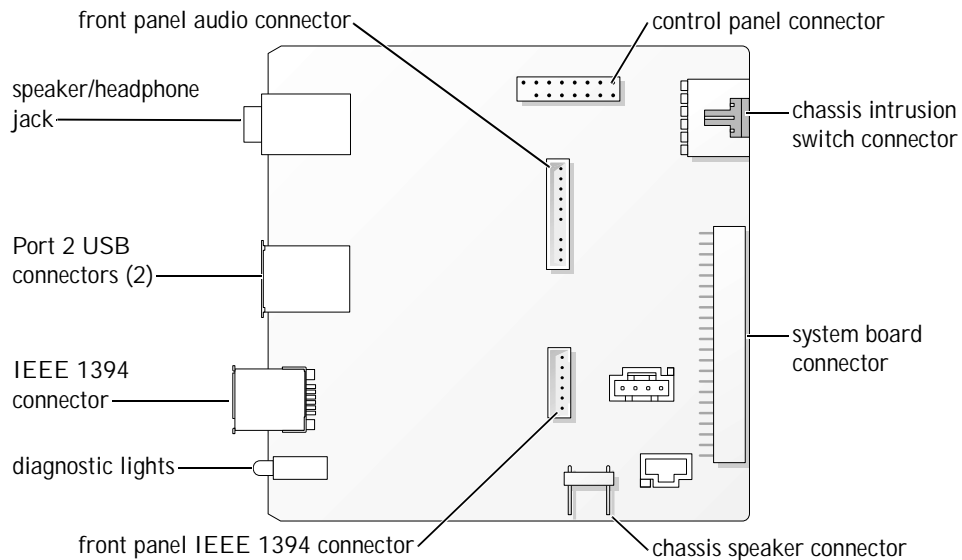 front panel audio connector
control panel connector
speaker/headphone
jack
chassis intrusion
switch connector
Port 2 USB
connectors (2)
system board
connector
IEEE 1394
connector
diagnostic lights
front panel IEEE 1394 connector
chassis speaker connector